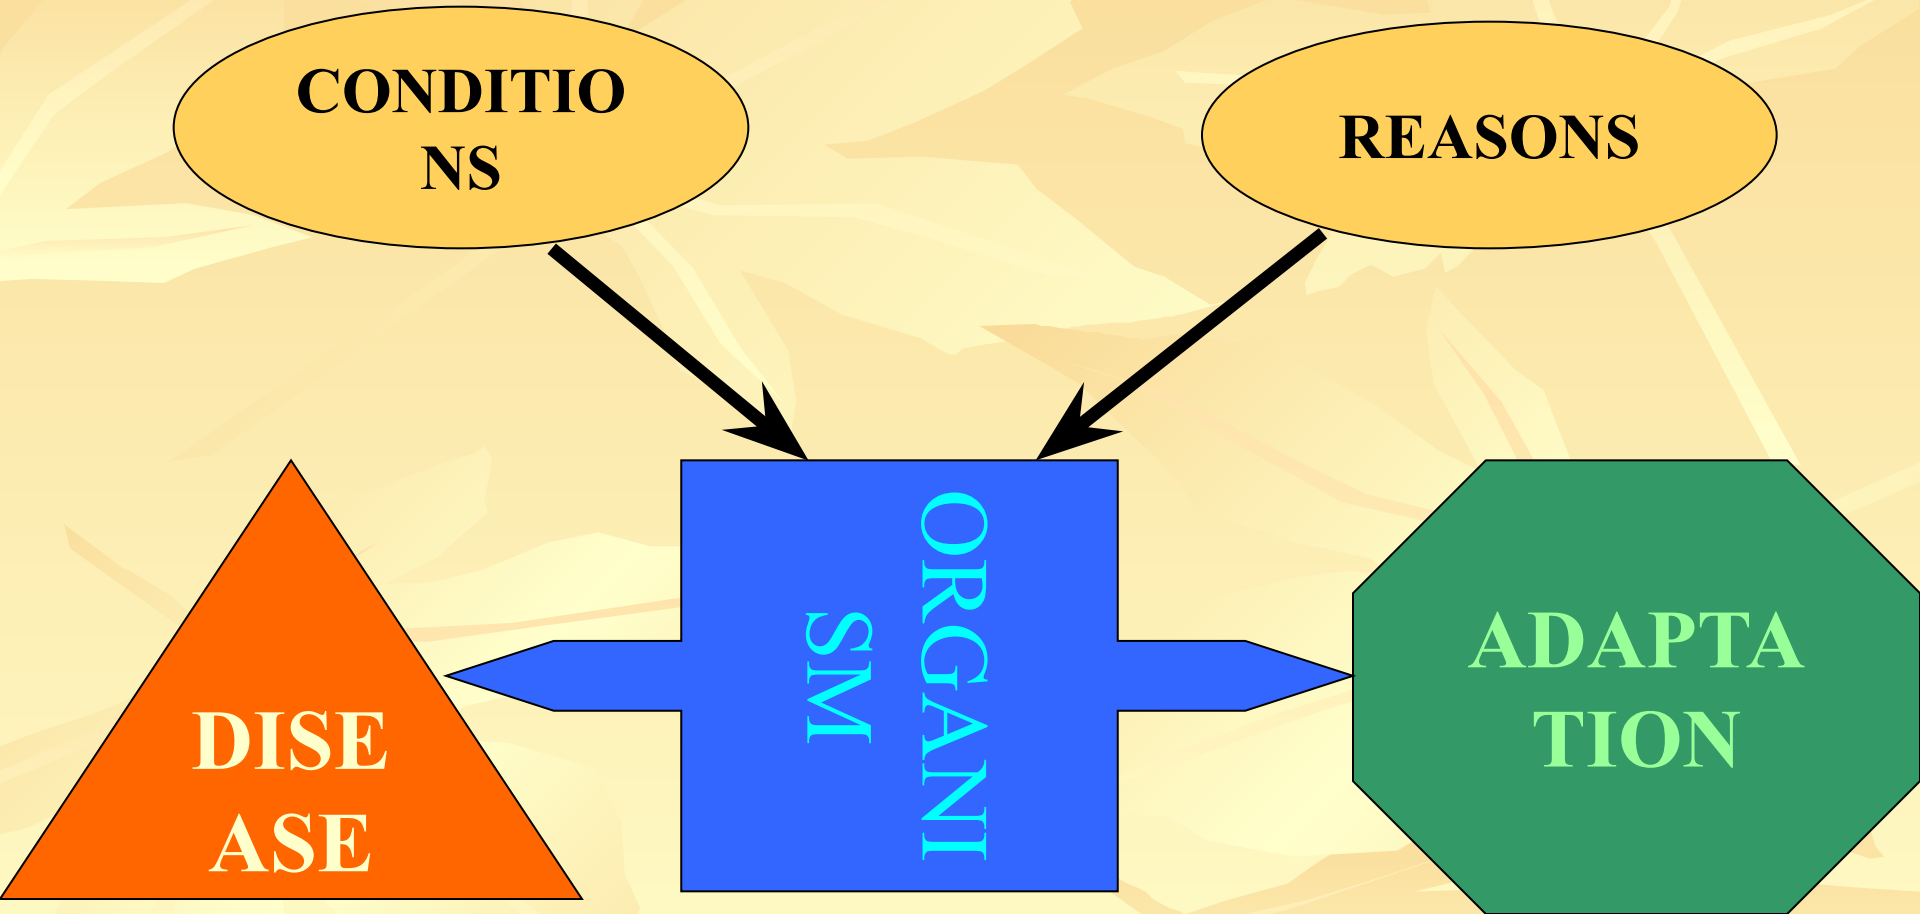 CONDITIO
NS
REASONS
DISE
ASE
ORGANI
SM
ADAPTA
TION